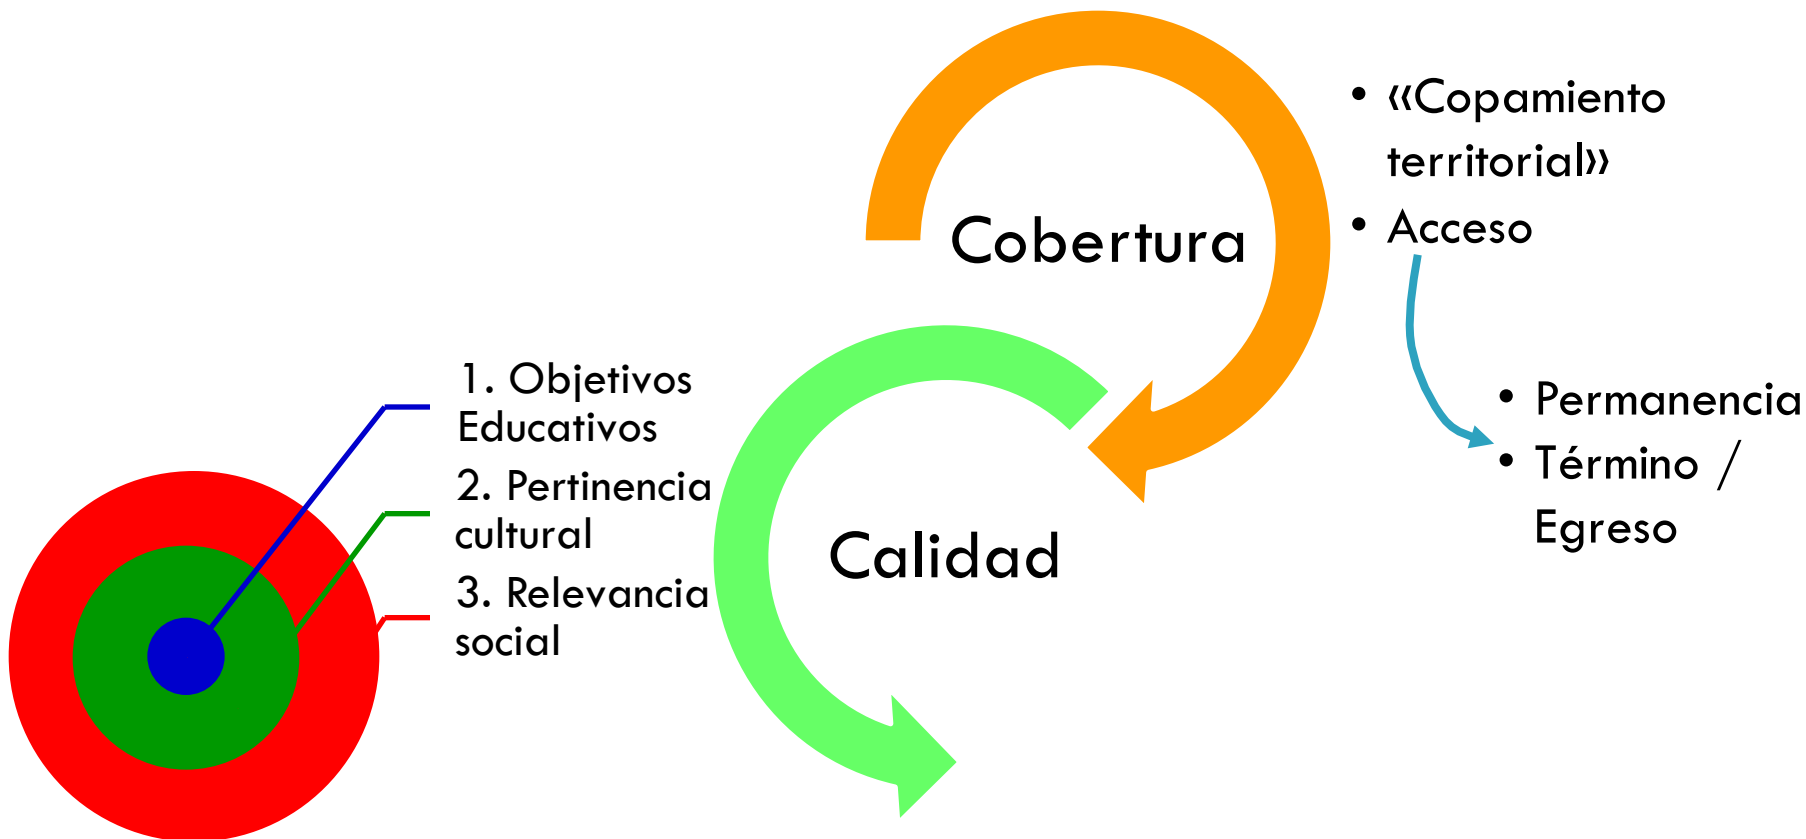 • «Copamiento
territorial»
• Acceso
Cobertura
1. Objetivos
Educativos
2. Pertinencia
cultural
3. Relevancia
social
Calidad
• Permanencia
• Término /
Egreso